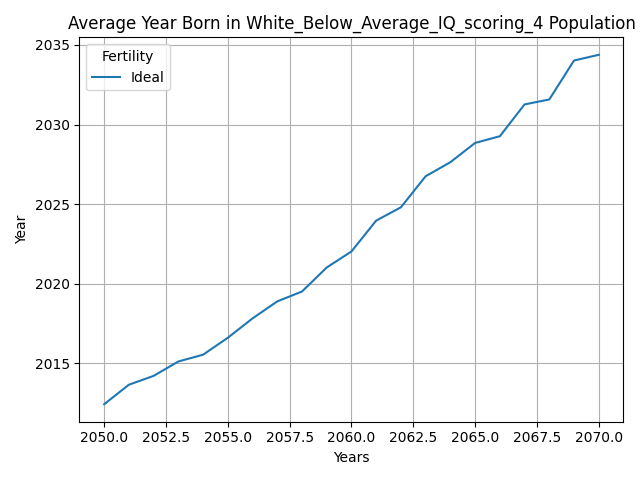 Average Year Born in White_Below_Average_IQ_scoring_4 Population
Fertility
Ideal
2035
2030
2025
2020
2015
Year
2050.0 2052.5 2055.0 2057.5 2060.0 2062.5 2065.0 2067.5 2070.0
Years